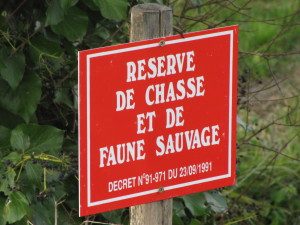 RESERVE
DE CHASSE
ET DE
FAUNE SAUVAGE
DECRET N°91-971 DU 23/09/1991